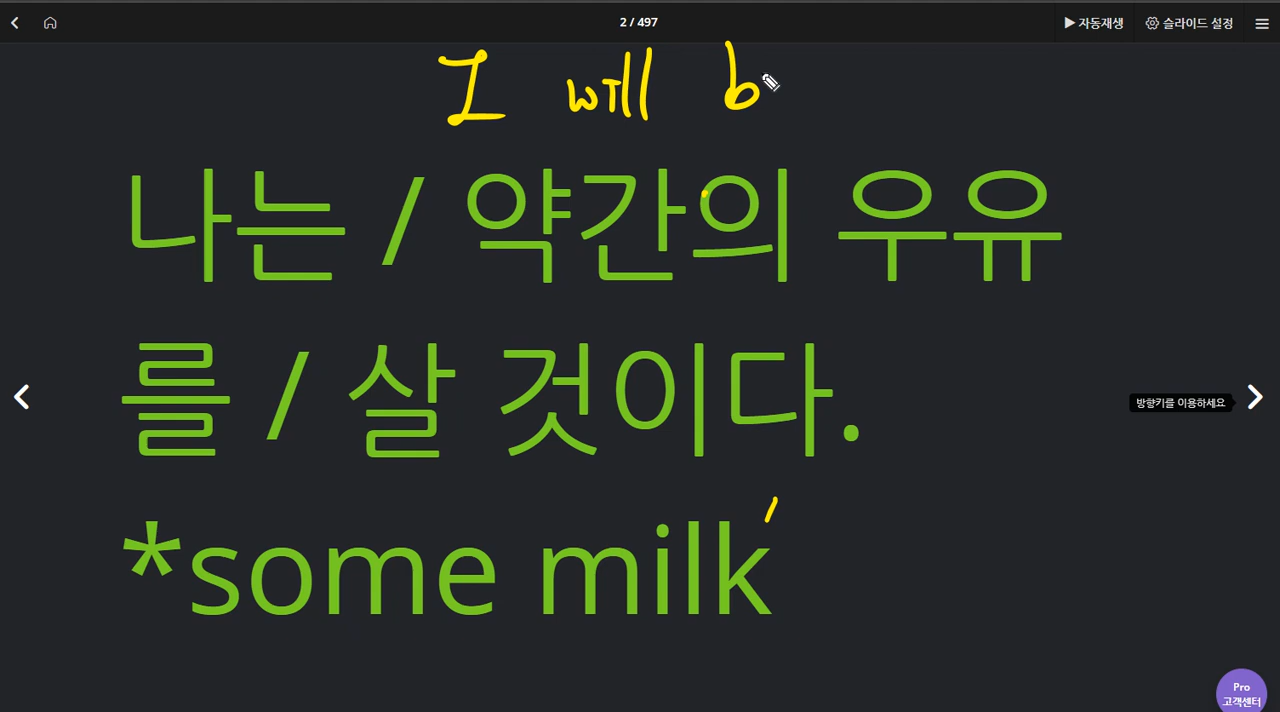 2 / 497
자동재생
슬라이드 설정
I will b
나는 / 약간의 우유
를 / 살 것이다.
방향키를 이용하세요
*some milk
Pro
고객센터